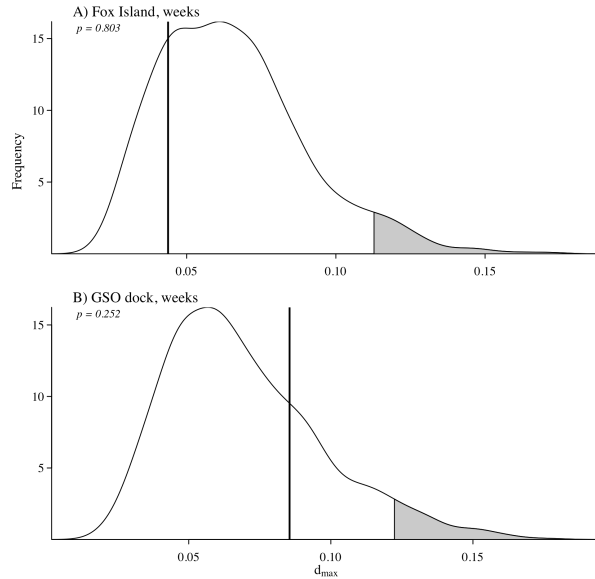 A) Fox Island, weeks
p = 0.803
15
10
5
Frequency
0.05 0.10 0.15
B) GSO dock, weeks
p = 0.252
15
10
5
0.05 0.10 0.15
dmax